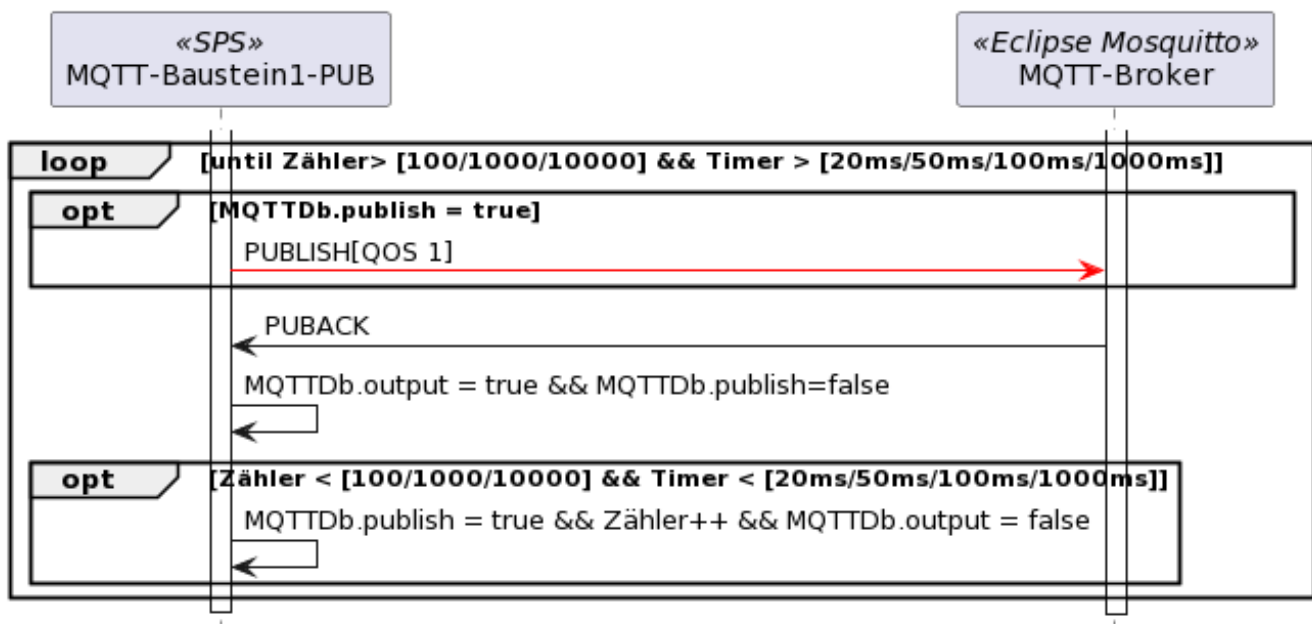 «SPS»
MQTT-Baustein1-PUB
«Eclipse Mosquitto»
MQTT-Broker
loop [until Zähler> [100/1000/10000] && Timer > [20ms/50ms/100ms/1000ms]]
opt [MQTTDb.publish = true]
PUBLISH[QOS 1]
PUBACK
MQTTDb.output = true && MQTTDb.publish=false
opt [Zähler < [100/1000/10000] && Timer < [20ms/50ms/100ms/1000ms]]
MQTTDb.publish = true && Zähler++ && MQTTDb.output = false